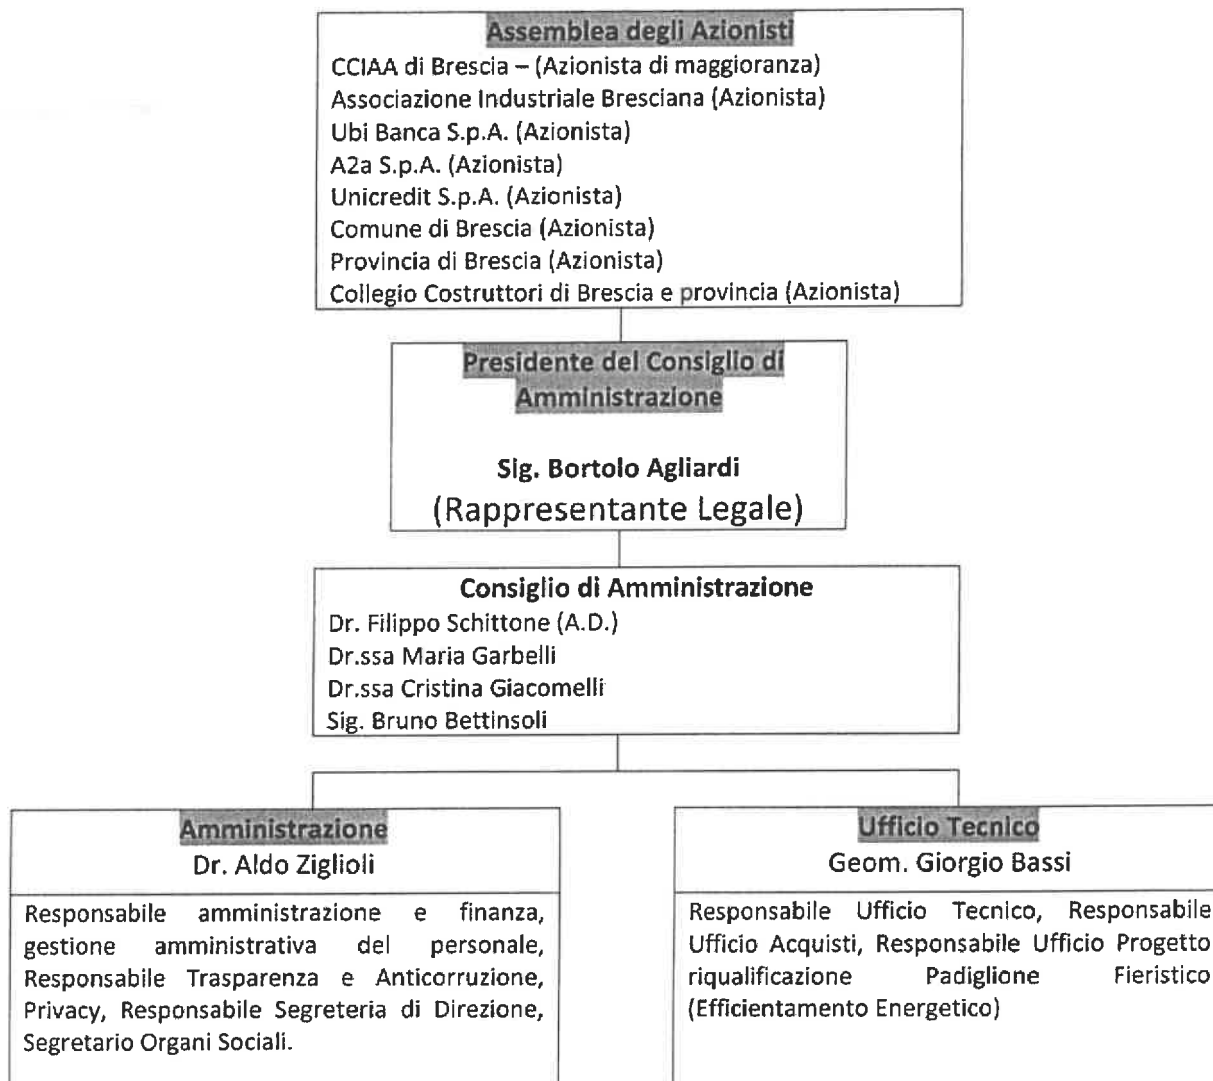 Assemblea degli Azionisti
CCIAA di Brescia – (Azionista di maggioranza)
Associazione Industriale Bresciana (Azionista)
Ubi Banca S.p.A. (Azionista)
A2a S.p.A. (Azionista)
Unicredit S.p.A. (Azionista)
Comune di Brescia (Azionista)
Provincia di Brescia (Azionista)
Collegio Costruttori di Brescia e provincia (Azionista)
Presidente del Consiglio di
Amministrazione
Sig. Bortolo Agliardi
(Rappresentante Legale)
Consiglio di Amministrazione
Dr. Filippo Schittone (A.D.)
Dr.ssa Maria Garbelli
Dr.ssa Cristina Giacomelli
Sig. Bruno Bettinsoli
Amministrazione
Dr. Aldo Ziglioli
Responsabile amministrazione e finanza,
gestione amministrativa del personale,
Responsabile Trasparenza e Anticorruzione,
Privacy, Responsabile Segreteria di Direzione,
Segretario Organi Sociali.
Ufficio Tecnico
Geom. Giorgio Bassi
Responsabile Ufficio Tecnico, Responsabile
Ufficio Acquisti, Responsabile Ufficio Progetto
riqualificazione Padiglione Fieristico
(Efficientamento Energetico)